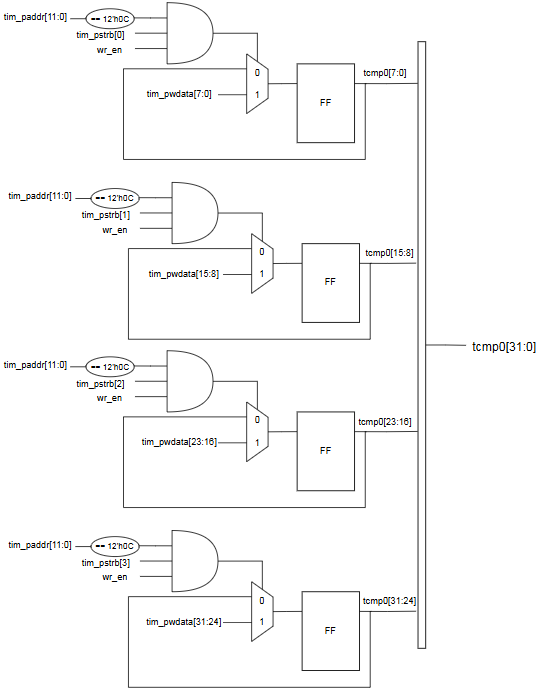 tim_paddr[11:0]
== 12'h0C
tim_pstrb[0]
wr_en
0
tim_pwdata[7:0]
1
FF
tcmp0[7:0]
tim_paddr[11:0]
== 12'h0C
tim_pstrb[1]
wr_en
0
tim_pwdata[15:8]
1
FF
tcmp0[15:8]
tcmp0[31:0]
tim_paddr[11:0]
== 12'h0C
tim_pstrb[2]
wr_en
0
tim_pwdata[23:16]
1
FF
tcmp0[23:16]
tim_paddr[11:0]
== 12'h0C
tim_pstrb[3]
wr_en
0
tim_pwdata[31:24]
1
FF
tcmp0[31:24]